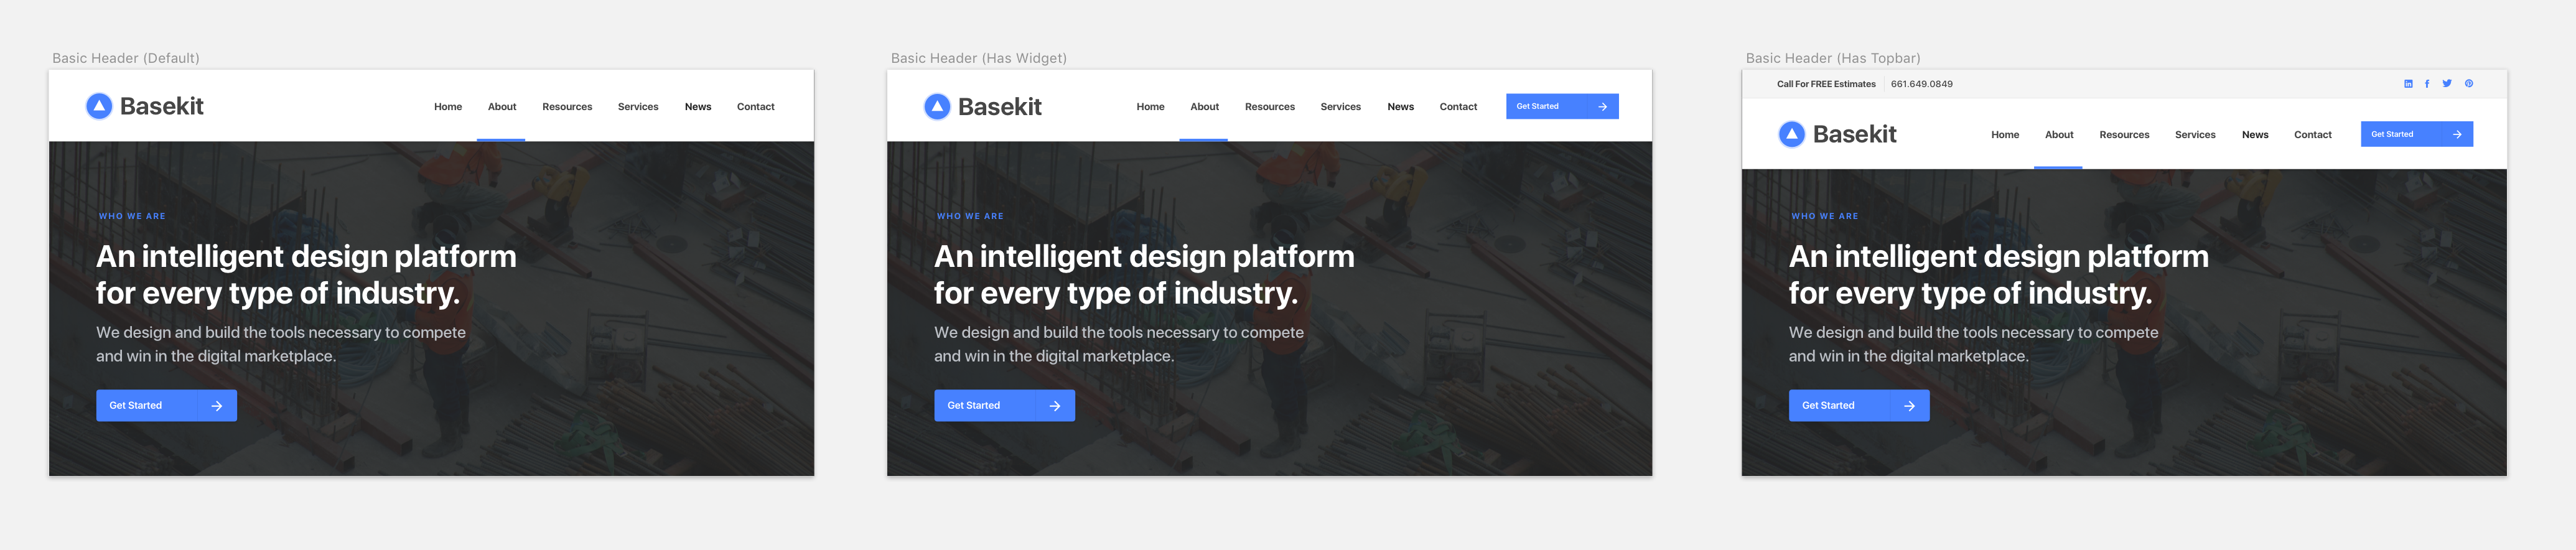 Basic Header (Default)
Basekit
Home About Resources Services News Contact
WHO WE ARE
An intelligent design platform
for every type of industry.
We design and build the tools necessary to compete
and win in the digital marketplace.
Get Started
Basic Header (Has Widget)
Basekit
Home About Resources Services News Contact Get Started
WHO WE ARE
An intelligent design platform
for every type of industry.
We design and build the tools necessary to compete
and win in the digital marketplace.
Get Started
Basic Header (Has Topbar)
Call For FREE Estimates 661.649.0849
Basekit
Home About Resources Services News Contact Get Started
WHO WE ARE
An intelligent design platform
for every type of industry.
We design and build the tools necessary to compete
and win in the digital marketplace.
Get Started